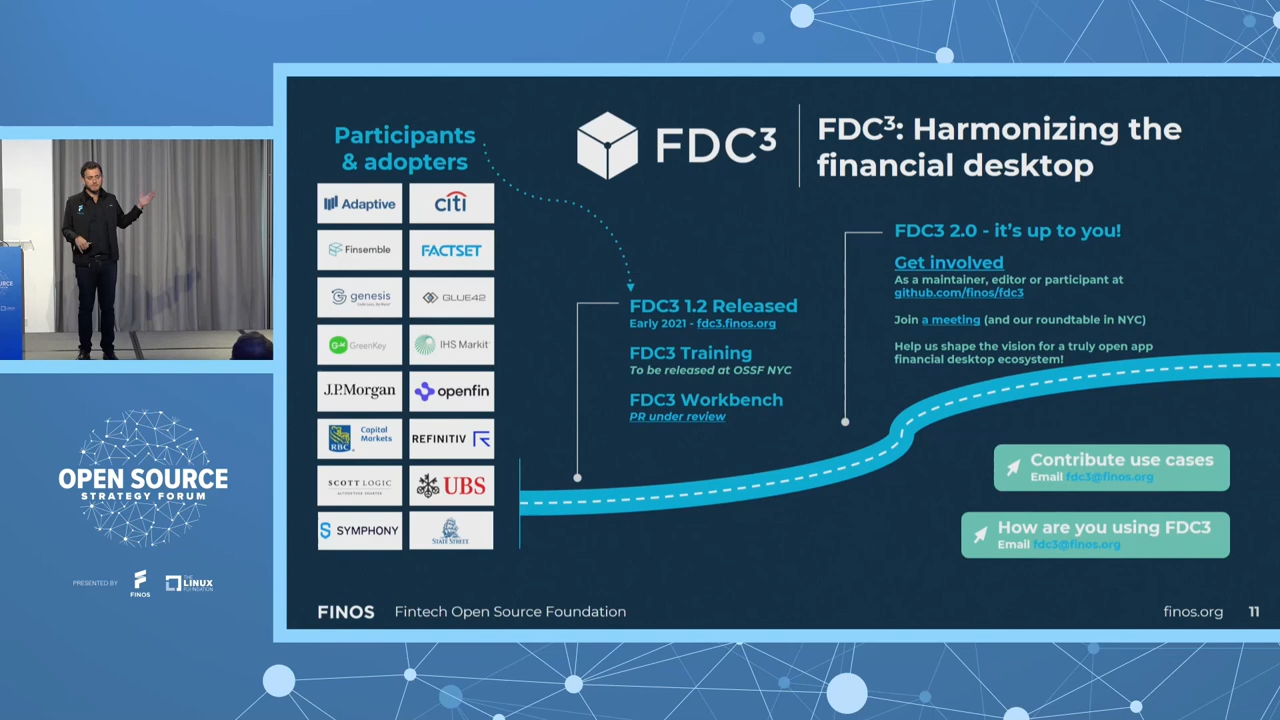 Participants
& adopters
Adaptive
citi
Finsemble
FACTSET
genesis
GLUE42
GreenKey
IHS Markit
J.P.Morgan
openfin
RBC
Capital
Markets
REFINITIV
SCOTT LOGIC
ALTOGETHER SMARTER
UBS
SYMPHONY
STATE STREET
FDC³
FDC³: Harmonizing the
financial desktop
FDC3 1.2 Released
Early 2021 - fdc3.finos.org
FDC3 Training
To be released at OSSF NYC
FDC3 Workbench
PR under review
FDC3 2.0 - it’s up to you!
Get involved
As a maintainer, editor or participant at
github.com/finos/fdc3
Join a meeting (and our roundtable in NYC)
Help us shape the vision for a truly open app
financial desktop ecosystem!
Contribute use cases
Email fdc3@finos.org
How are you using FDC3
Email fdc3@finos.org
FINOS Fintech Open Source Foundation
finos.org 11
OPEN SOURCE
STRATEGY FORUM
PRESENTED BY
FINOS
THE
LINUX
FOUNDATION